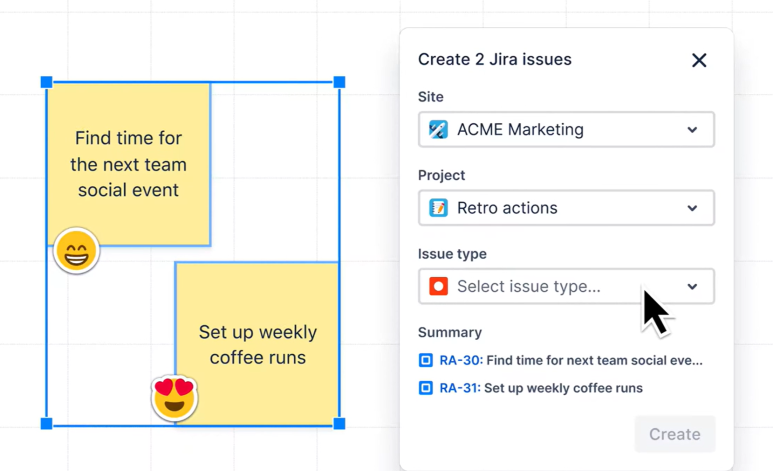 Find time for
the next team
social event
Set up weekly
coffee runs
Create 2 Jira issues
Site
ACME Marketing
Project
Retro actions
Issue type
Select issue type...
Summary
RA-30: Find time for next team social eve...
RA-31: Set up weekly coffee runs
Create